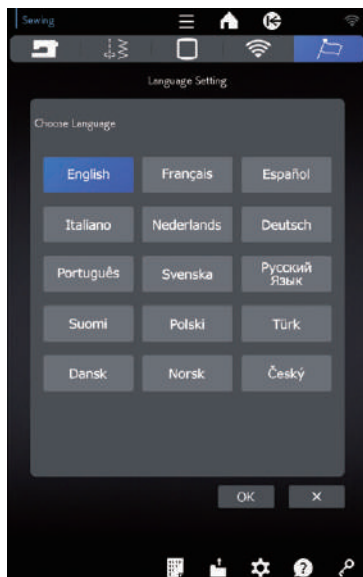 Sewing
Language Setting
Choose Language
English Français Español
Italiano Nederlands Deutsch
Português Svenska Русский
Язык
Suomi Polski Türk
Dansk Norsk Český
OK X